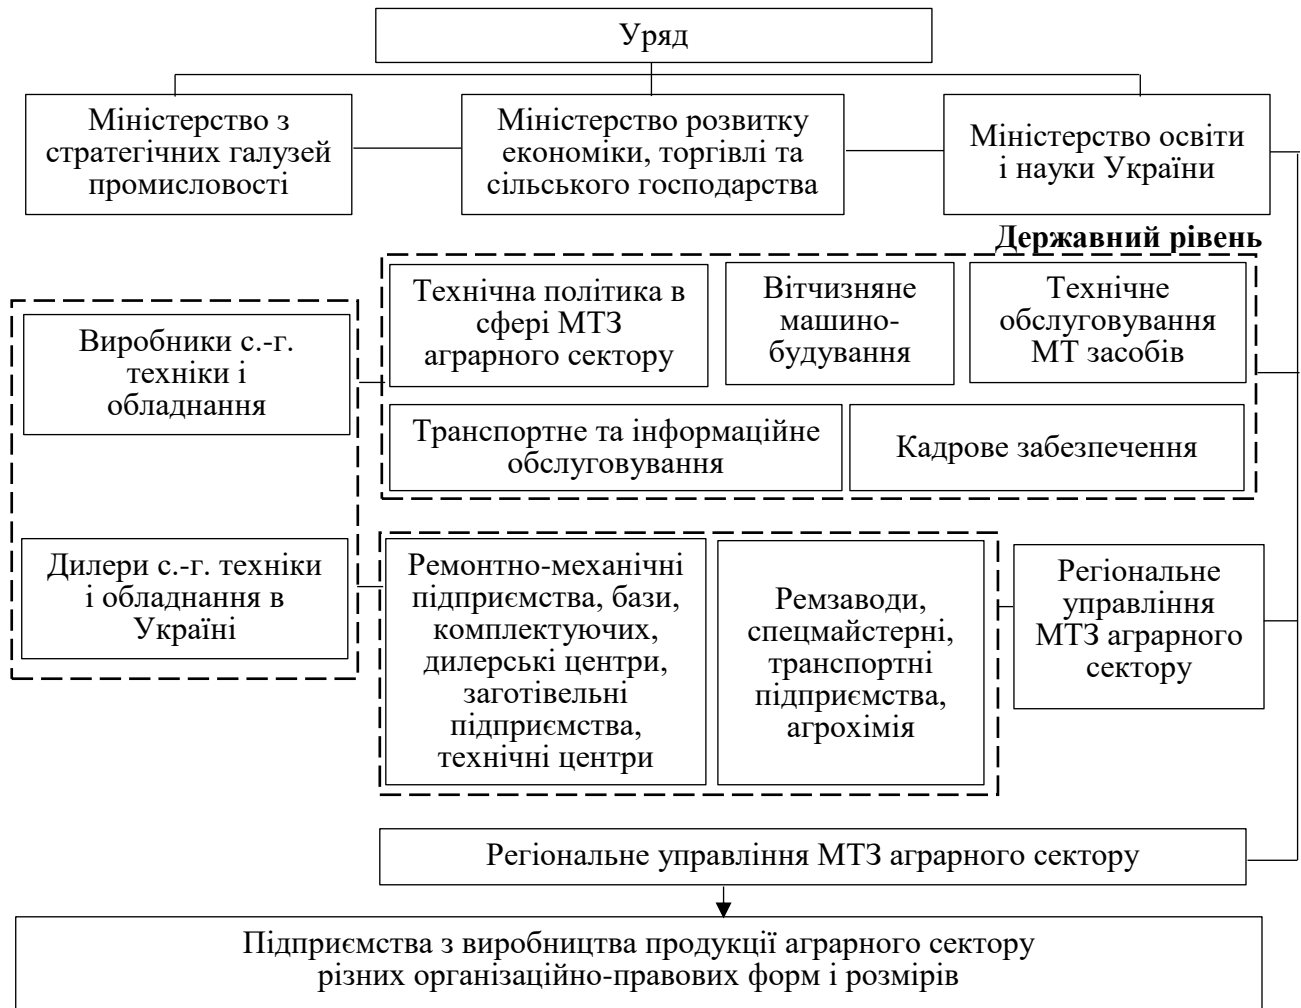 Уряд
Міністерство з
стратегічних галузей
промисловості
Міністерство розвитку
економіки, торгівлі та
сільського господарства
Міністерство освіти
і науки України
Державний рівень
Виробники с.-г.
техніки і
обладнання
Технічна політика в
сфері МТЗ
аграрного сектору
Вітчизняне
машино-
будування
Технічне
обслуговування
МТ засобів
Транспортне та інформаційне
обслуговування
Кадрове забезпечення
Дилери с.-г. техніки
і обладнання в
Україні
Ремонтно-механічні
підприємства, бази,
комплектуючих,
дилерські центри,
заготівельні
підприємства,
технічні центри
Ремзаводи,
спецмайстерні,
транспортні
підприємства,
агрохімія
Регіональне
управління
МТЗ аграрного
сектору
Регіональне управління МТЗ аграрного сектору
Підприємства з виробництва продукції аграрного сектору
різних організаційно-правових форм і розмірів